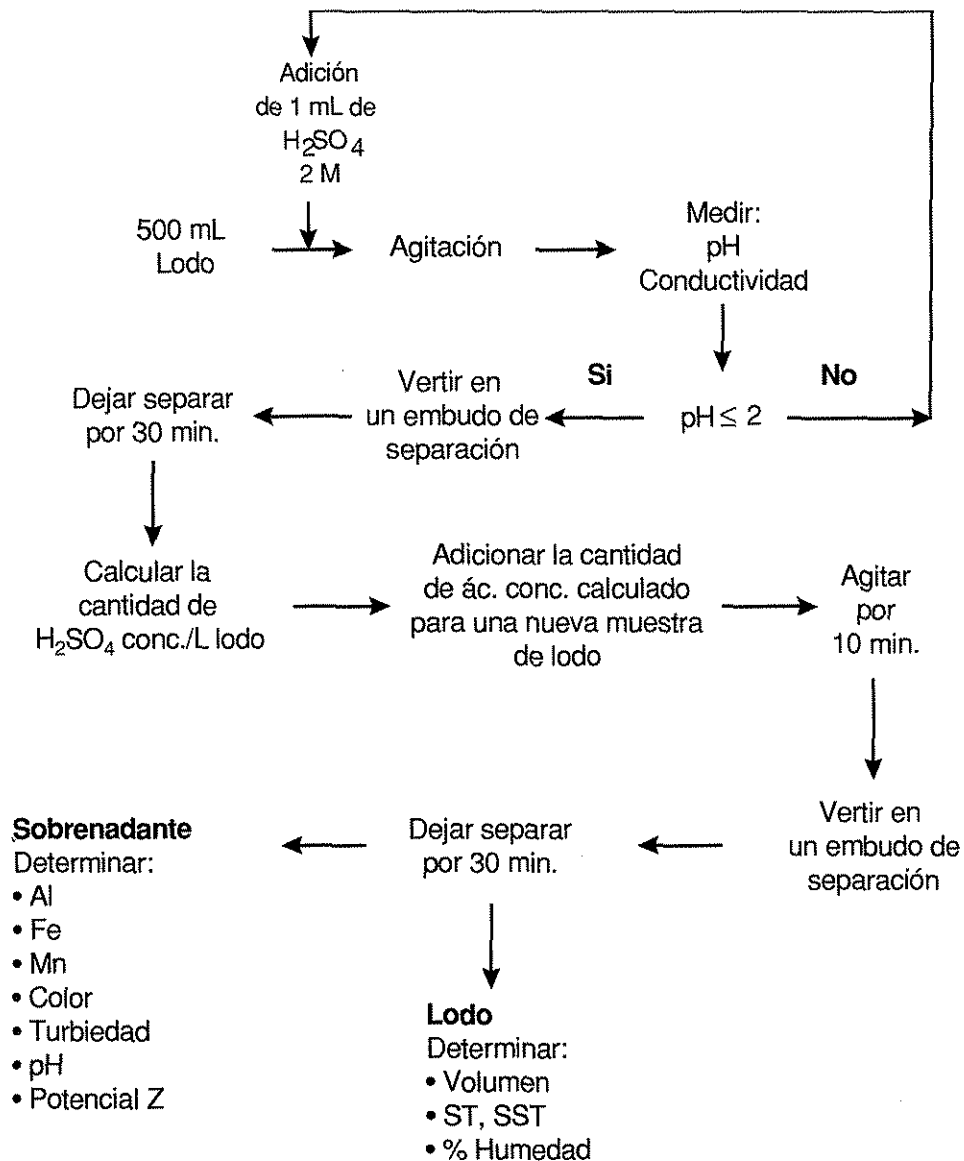 Adición
de 1 mL de
H₂SO₄
2 M
500 mL
Lodo
Agitación
Medir:
pH
Conductividad
Si
No
pH ≤ 2
Vertir en
un embudo de
separación
Dejar separar
por 30 min.
Calcular la
cantidad de
H₂SO₄ conc./L lodo
Adicionar la cantidad
de ác. conc. calculado
para una nueva muestra
de lodo
Agitar
por
10 min.
Vertir en
un embudo de
separación
Dejar separar
por 30 min.
Sobrenadante
Determinar:
• Al
• Fe
• Mn
• Color
• Turbiedad
• pH
• Potencial Z
Lodo
Determinar:
• Volumen
• ST, SST
• % Humedad